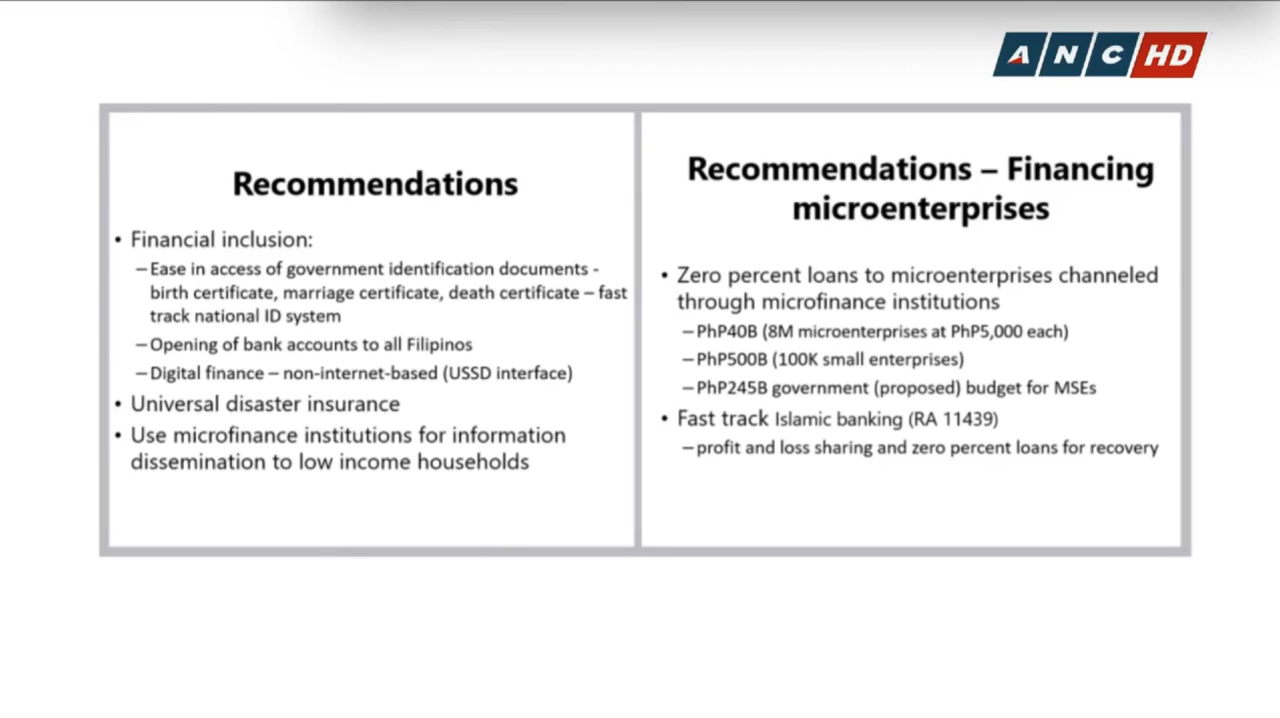 ANC HD
Recommendations
• Financial inclusion:
–Ease in access of government identification documents -
birth certificate, marriage certificate, death certificate – fast
track national ID system
–Opening of bank accounts to all Filipinos
–Digital finance – non-internet-based (USSD interface)
• Universal disaster insurance
• Use microfinance institutions for information
dissemination to low income households
Recommendations – Financing
microenterprises
• Zero percent loans to microenterprises channeled
through microfinance institutions
–PhP40B (8M microenterprises at PhP5,000 each)
–PhP500B (100K small enterprises)
–PhP245B government (proposed) budget for MSEs
• Fast track Islamic banking (RA 11439)
–profit and loss sharing and zero percent loans for recovery